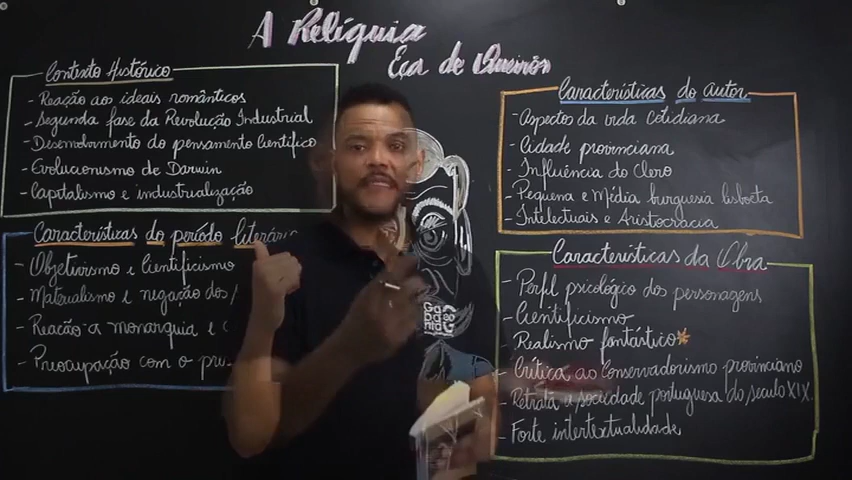 A Relíquia
Eça de Queirós
Contexto Histórico
- Reação ao ideais românticos
- Segunda fase da Revolução Industrial
- Desenvolvimento do pensamento científico
- Evolucionismo de Darwin
- Capitalismo e industrialização
Características do período literário
- Objetivismo e Cientificismo
- Materialismo e negação dos
- Reação a monarquia e
- Preocupação com o
Características do autor
- Aspectos da vida cotidiana
- Cidade provinciana
- Influência do Clero
- Pequena e Média burguesia lisboeta
- Intelectuais e Aristocracia
Características da Obra
- Perfil psicológico dos personagens
- Cientificismo
- Realismo fantástico*
- Crítica ao Conservadorismo provinciano
- Retrata a sociedade portuguesa do século XIX.
- Forte intertextualidade